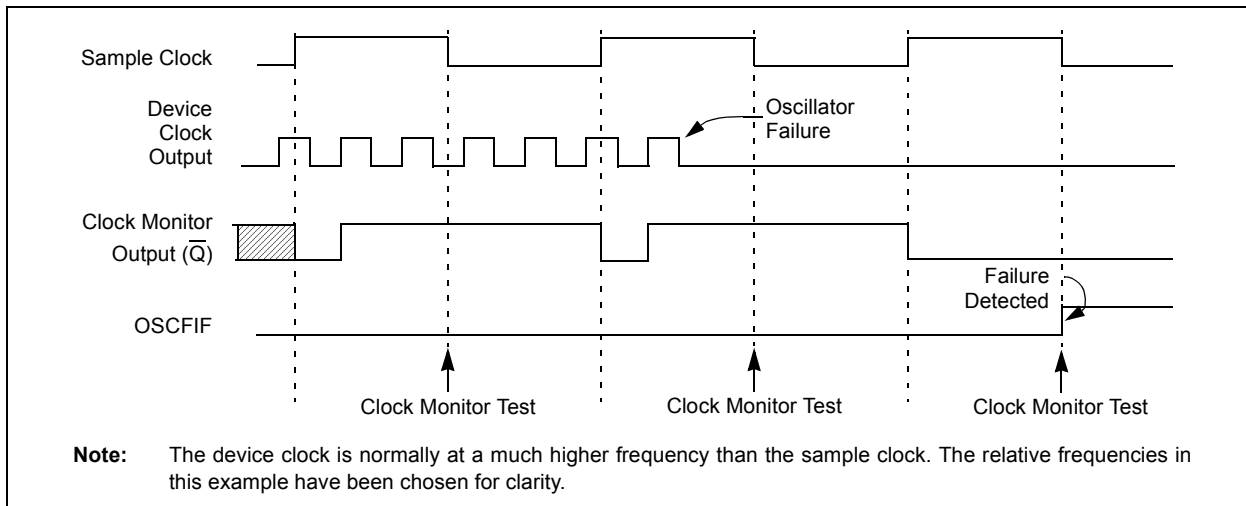 Sample Clock
Device
Clock
Output
Oscillator
Failure
Clock Monitor
Output (Q̅)
Failure
Detected
OSCFIF
Clock Monitor Test
Clock Monitor Test
Clock Monitor Test
Note: The device clock is normally at a much higher frequency than the sample clock. The relative frequencies in
this example have been chosen for clarity.